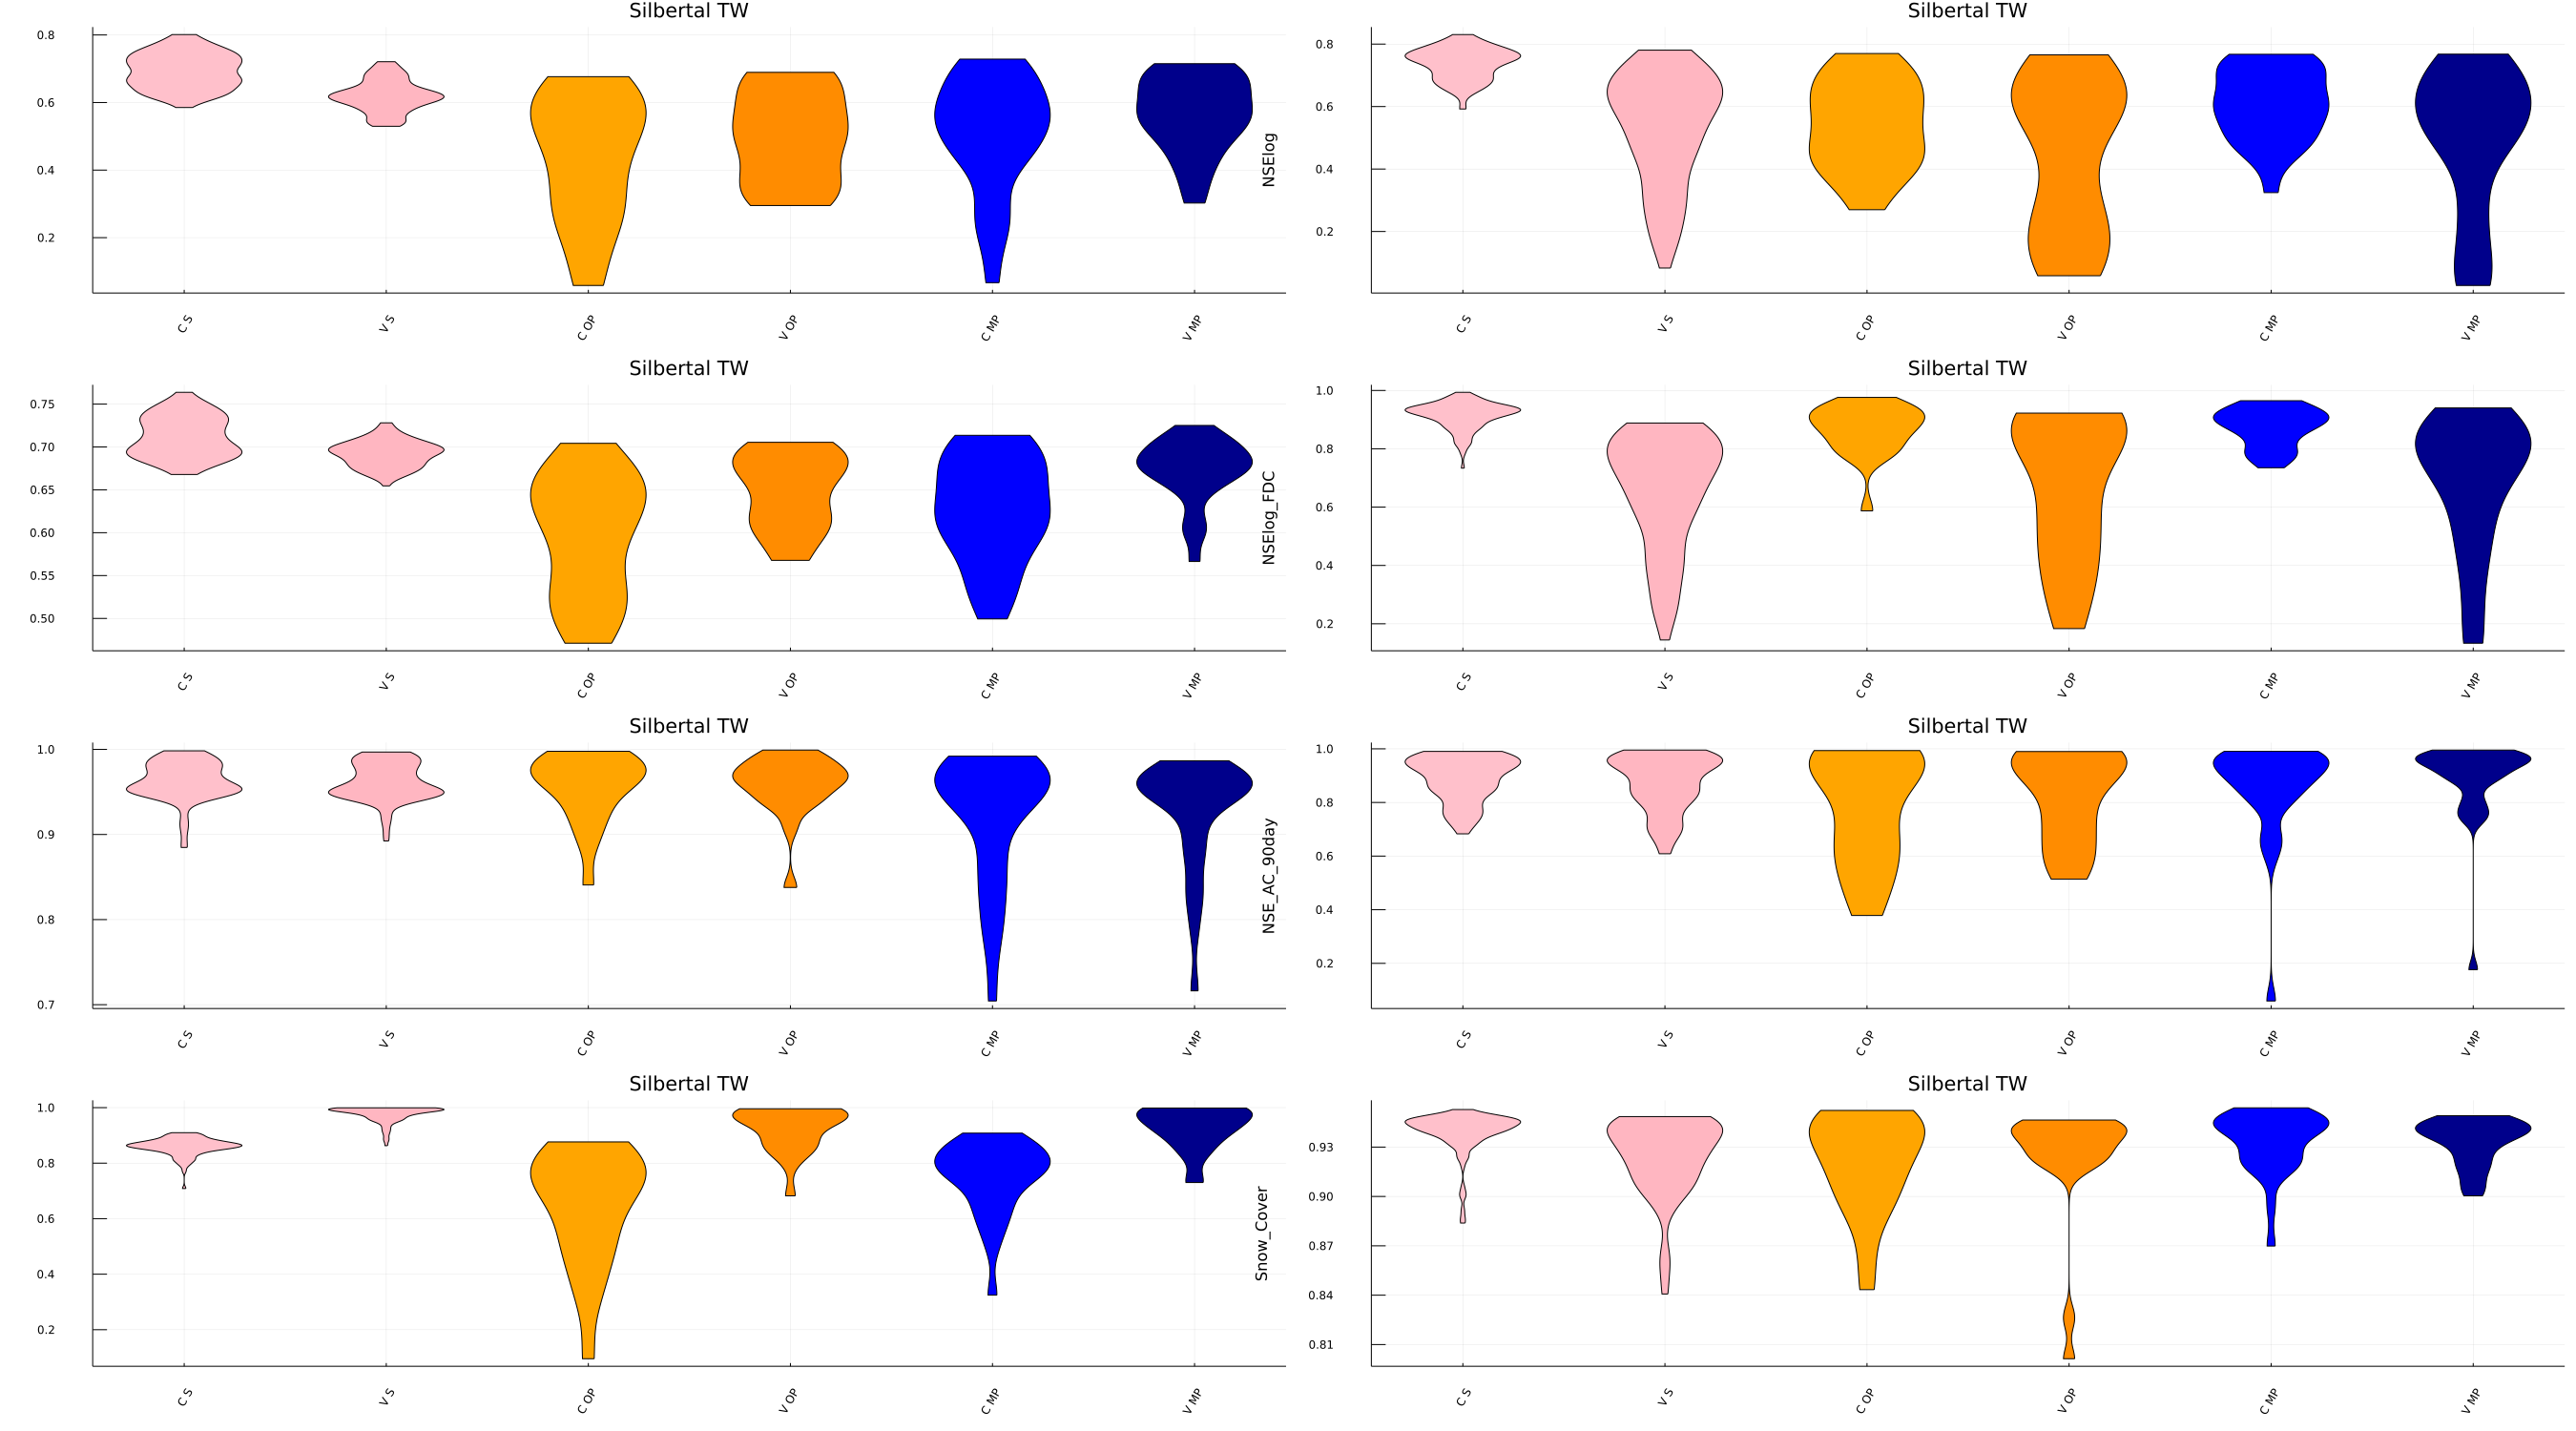 Silbertal TW
0.8
0.6
0.4
0.2
C S
V S
C OP
V OP
C MP
V MP
Silbertal TW
NSElog
0.8
0.6
0.4
0.2
C S
V S
C OP
V OP
C MP
V MP
Silbertal TW
0.75
0.70
0.65
0.60
0.55
0.50
C S
V S
C OP
V OP
C MP
V MP
Silbertal TW
NSElog_FDC
1.0
0.8
0.6
0.4
0.2
C S
V S
C OP
V OP
C MP
V MP
Silbertal TW
1.0
0.9
0.8
0.7
C S
V S
C OP
V OP
C MP
V MP
Silbertal TW
NSE_AC_90day
1.0
0.8
0.6
0.4
0.2
C S
V S
C OP
V OP
C MP
V MP
Silbertal TW
1.0
0.8
0.6
0.4
0.2
C S
V S
C OP
V OP
C MP
V MP
Silbertal TW
Snow_Cover
0.93
0.90
0.87
0.84
0.81
C S
V S
C OP
V OP
C MP
V MP